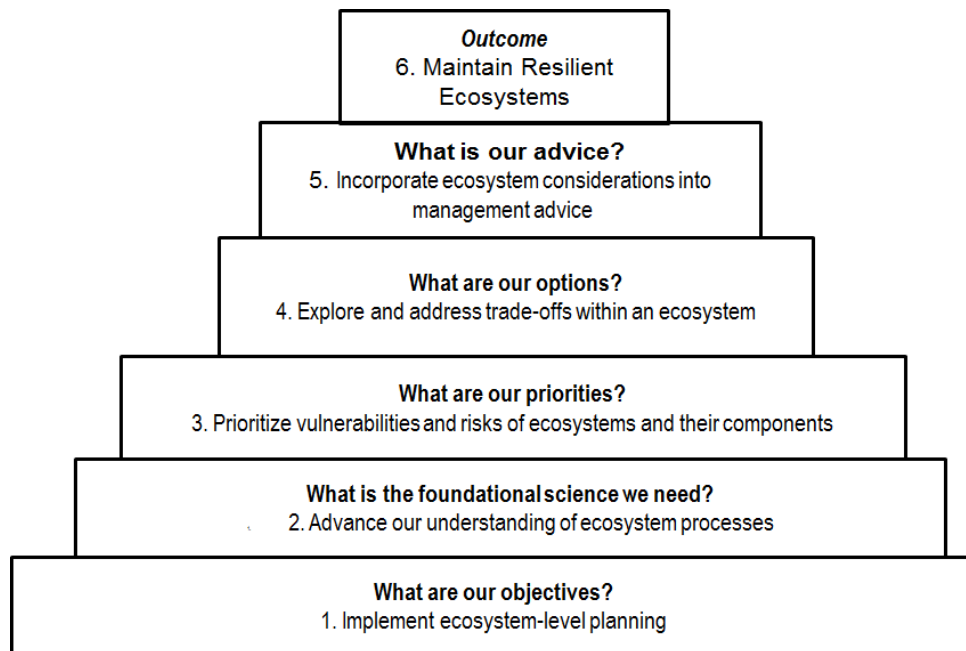 Outcome
6. Maintain Resilient
Ecosystems
What is our advice?
5. Incorporate ecosystem considerations into
management advice
What are our options?
4. Explore and address trade-offs within an ecosystem
What are our priorities?
3. Prioritize vulnerabilities and risks of ecosystems and their components
What is the foundational science we need?
2. Advance our understanding of ecosystem processes
What are our objectives?
1. Implement ecosystem-level planning